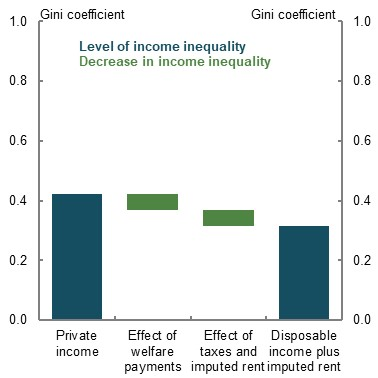 Gini coefficient Gini coefficient
1.0 1.0
Level of income inequality
Decrease in income inequality
0.8 0.8
0.6 0.6
0.4 0.4
0.2 0.2
0.0 0.0
Private Effect of Effect of Disposable
income welfare taxes and income plus
payments imputed rent imputed rent